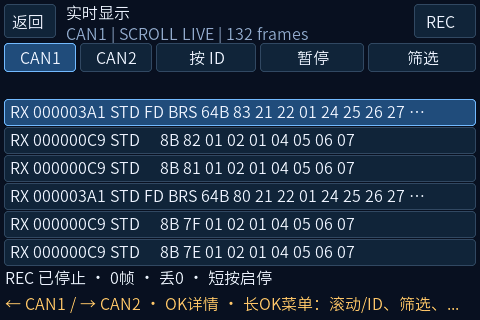 返回 实时显示 REC
CAN1 | SCROLL LIVE | 132 frames
CAN1 CAN2 按 ID 暂停 筛选
RX 000003A1 STD FD BRS 64B 83 21 22 01 24 25 26 27 …
RX 000000C9 STD 8B 82 01 02 01 04 05 06 07
RX 000000C9 STD 8B 81 01 02 01 04 05 06 07
RX 000003A1 STD FD BRS 64B 80 21 22 01 24 25 26 27 …
RX 000000C9 STD 8B 7F 01 02 01 04 05 06 07
RX 000000C9 STD 8B 7E 01 02 01 04 05 06 07
REC 已停止 · 0帧 · 丢0 · 短按启停
← CAN1 / → CAN2 · OK详情 · 长OK菜单：滚动/ID、筛选、...